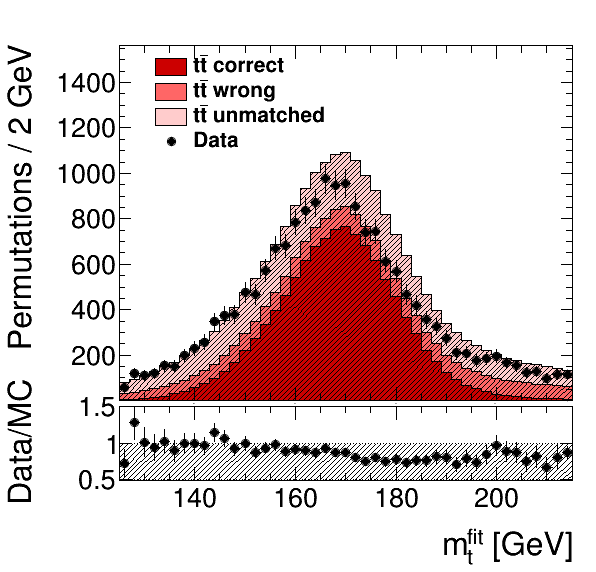 Permutations / 2 GeV
1400
1200
1000
800
600
400
200
tt̄ correct
tt̄ wrong
tt̄ unmatched
Data
Data/MC
1.5
1
0.5
140 160 180 200
m_t^fit [GeV]